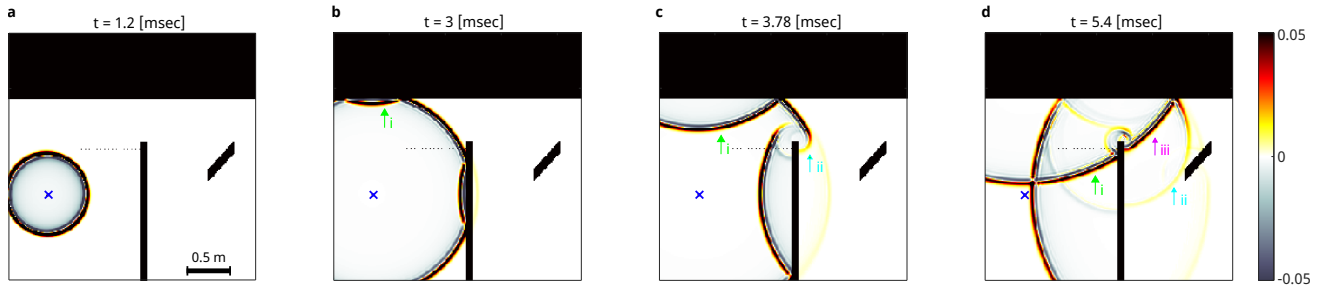 a
t = 1.2 [msec]
0.5 m
b
t = 3 [msec]
i
c
t = 3.78 [msec]
i
ii
d
t = 5.4 [msec]
iii
i
ii
0.05
0
-0.05